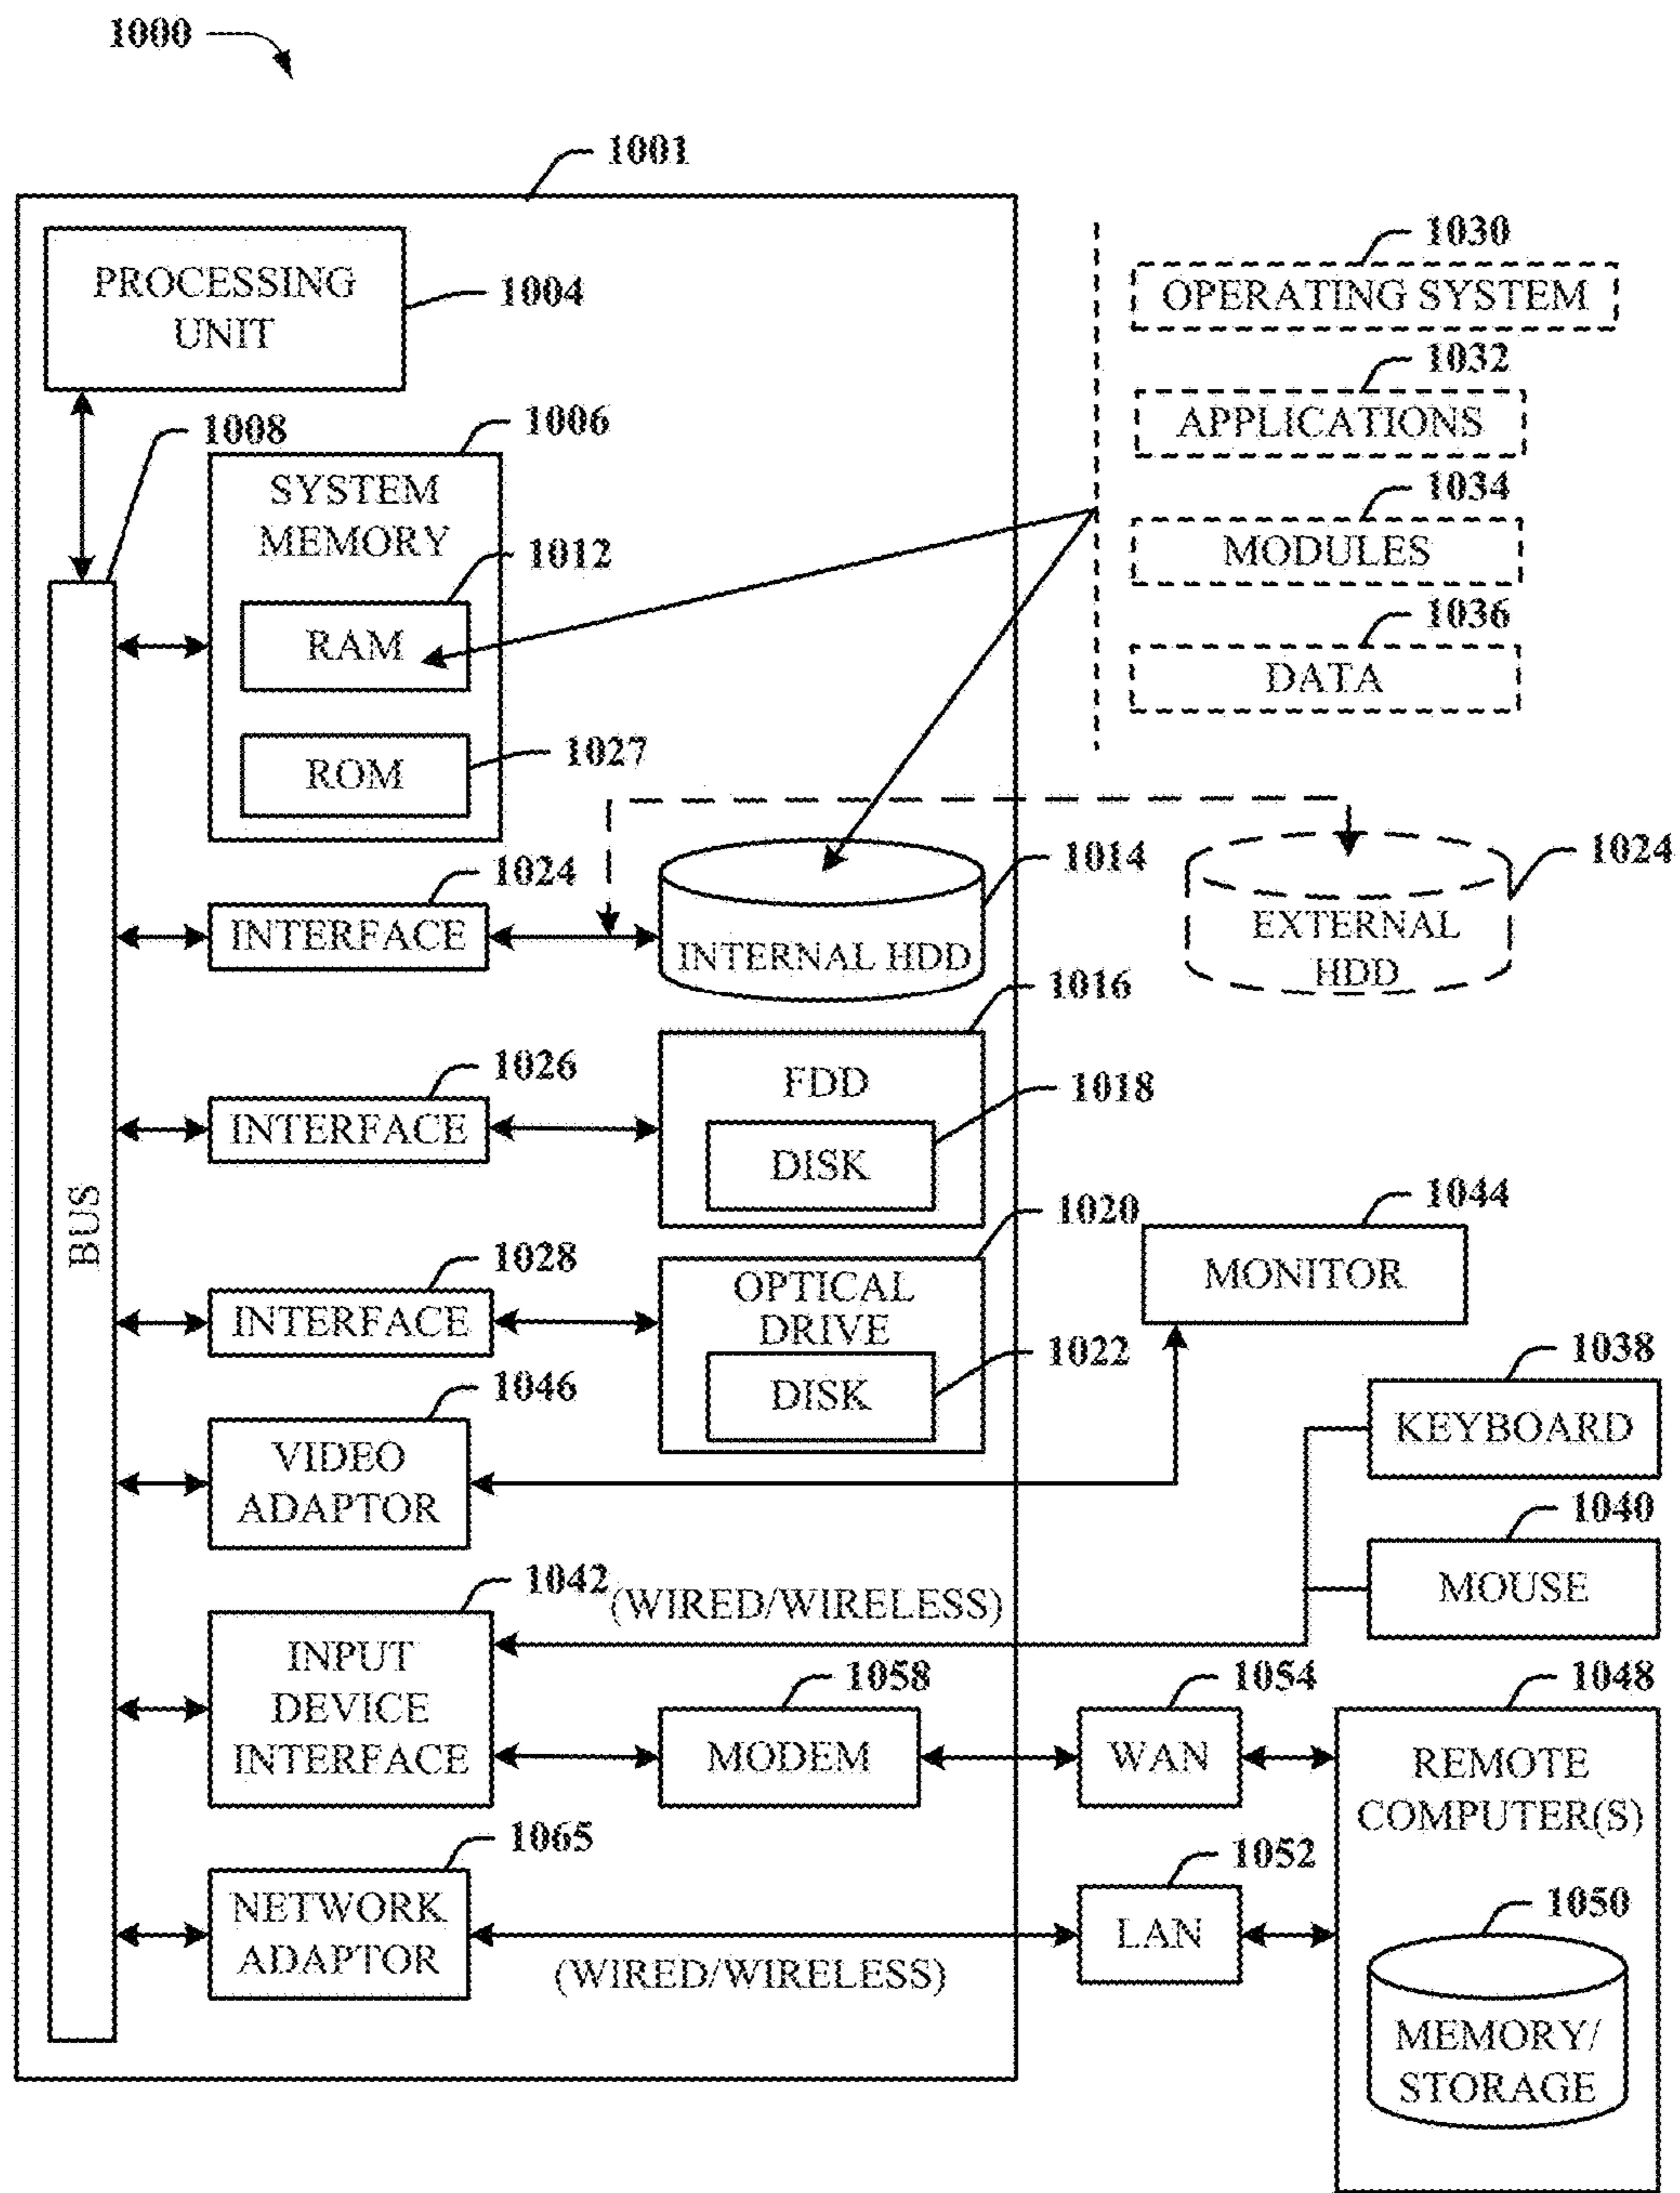 1000
1001
PROCESSING
UNIT
1004
1030
OPERATING SYSTEM
1032
APPLICATIONS
1034
MODULES
1036
DATA
1008
1006
SYSTEM
MEMORY
1012
RAM
ROM
1027
1024
INTERFACE
1014
INTERNAL HDD
1024
EXTERNAL
HDD
1016
FDD
1018
DISK
1026
INTERFACE
BUS
1020
OPTICAL
DRIVE
1022
DISK
1028
INTERFACE
1044
MONITOR
1046
VIDEO
ADAPTOR
1038
KEYBOARD
1040
MOUSE
1042
(WIRED/WIRELESS)
INPUT
DEVICE
INTERFACE
1058
MODEM
1054
WAN
1048
REMOTE
COMPUTER(S)
1065
NETWORK
ADAPTOR
(WIRED/WIRELESS)
1052
LAN
1050
MEMORY/
STORAGE